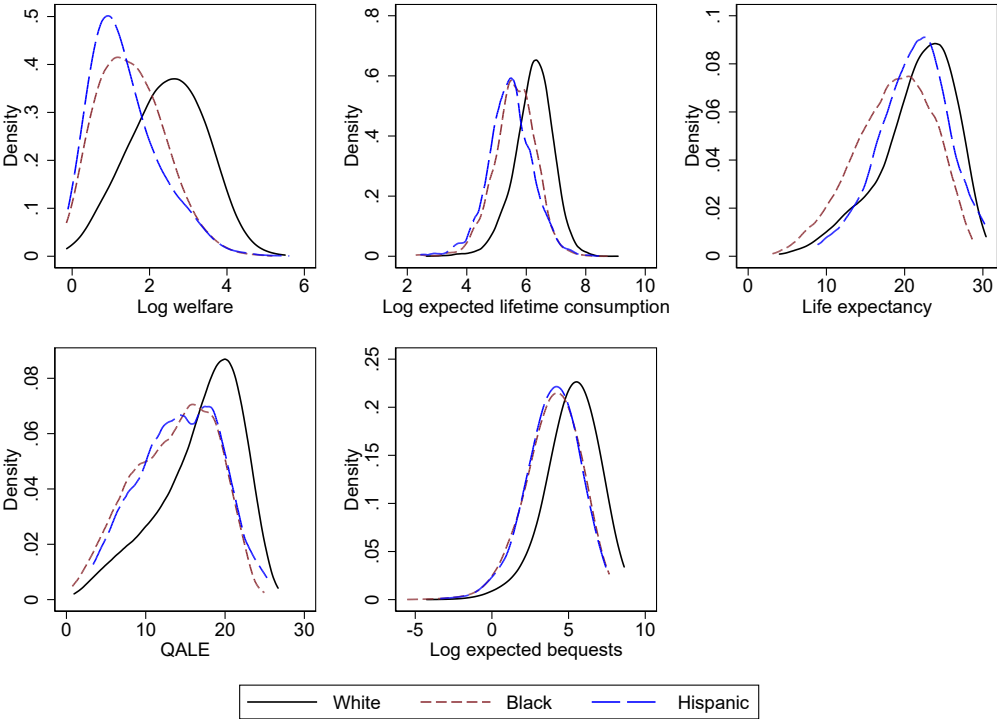 Density
0 .1 .2 .3 .4 .5
0 2 4 6
Log welfare
Density
0 .2 .4 .6 .8
2 4 6 8 10
Log expected lifetime consumption
Density
0 .02 .04 .06 .08 .1
0 10 20 30
Life expectancy
Density
0 .02 .04 .06 .08
0 10 20 30
QALE
Density
0 .05 .1 .15 .2 .25
-5 0 5 10
Log expected bequests
White Black Hispanic